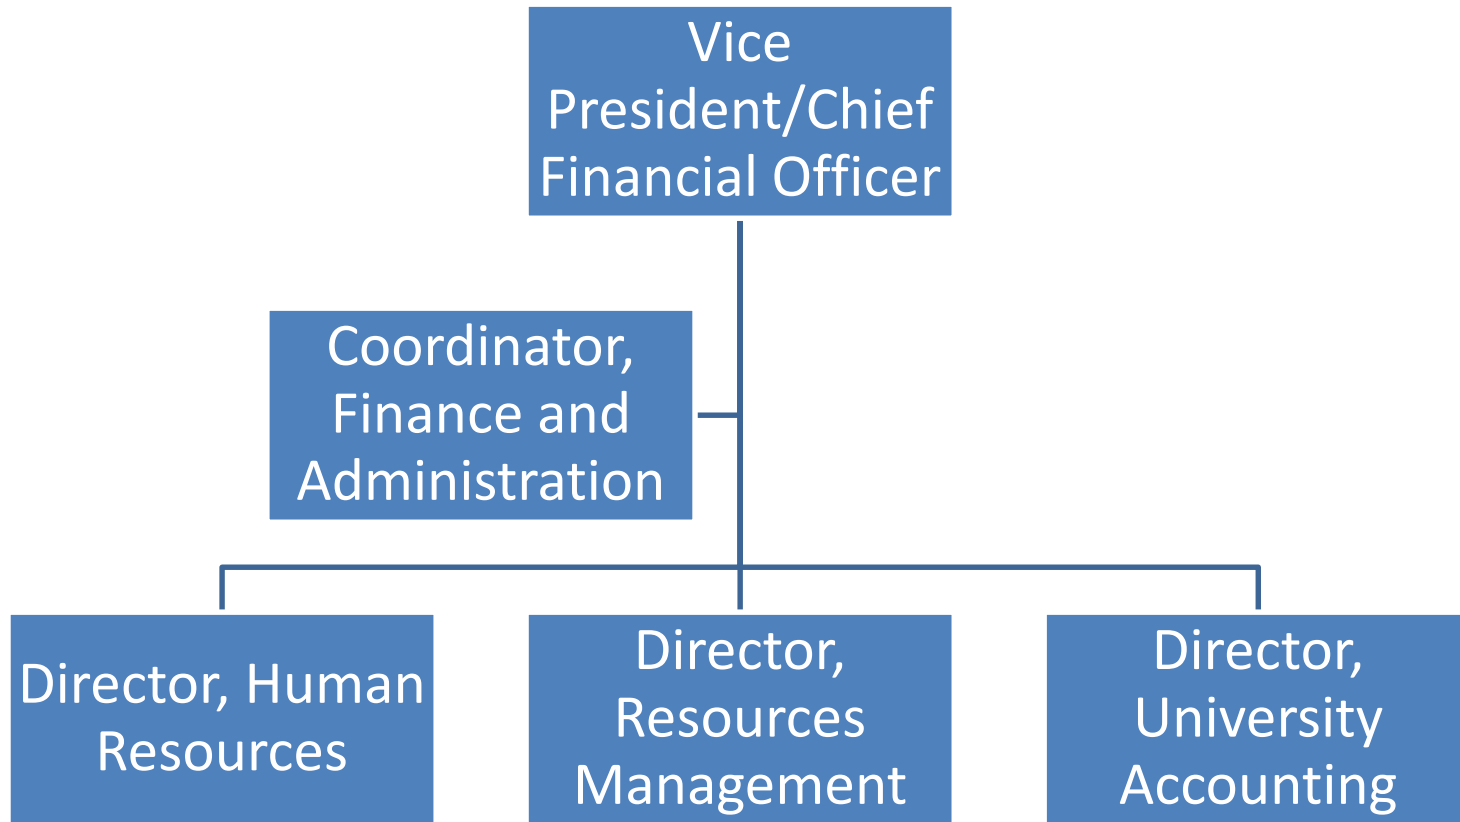 Vice
President/Chief
Financial Officer
Coordinator,
Finance and
Administration
Director, Human
Resources
Director,
Resources
Management
Director,
University
Accounting